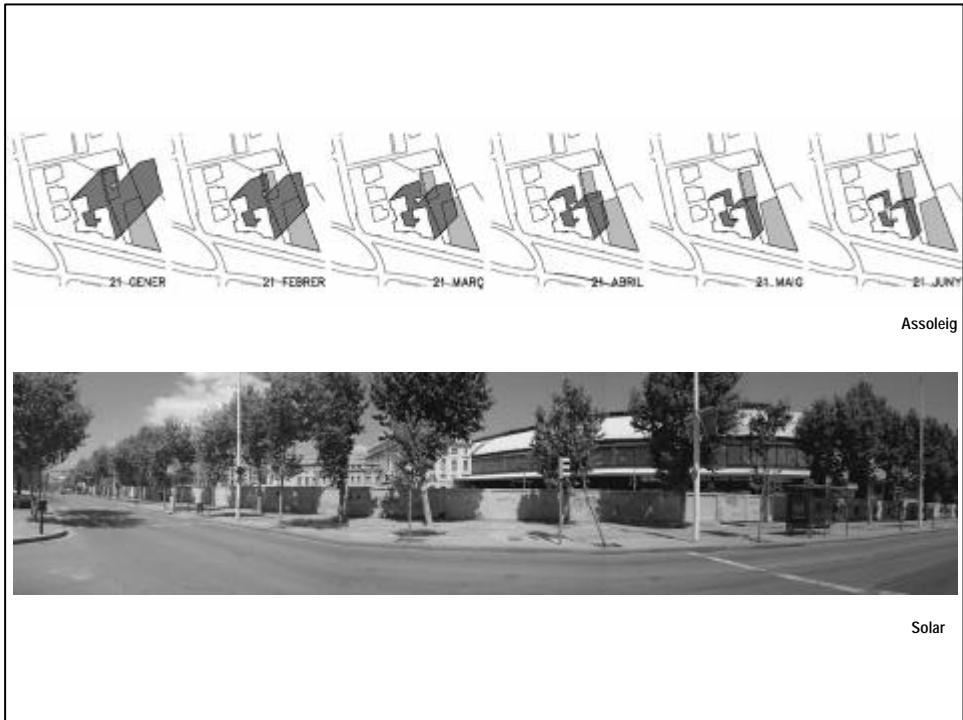 21 GENER
21 FEBRER
21 MARÇ
21 ABRIL
21 MAIG
21 JUNY
Assoleig
Solar